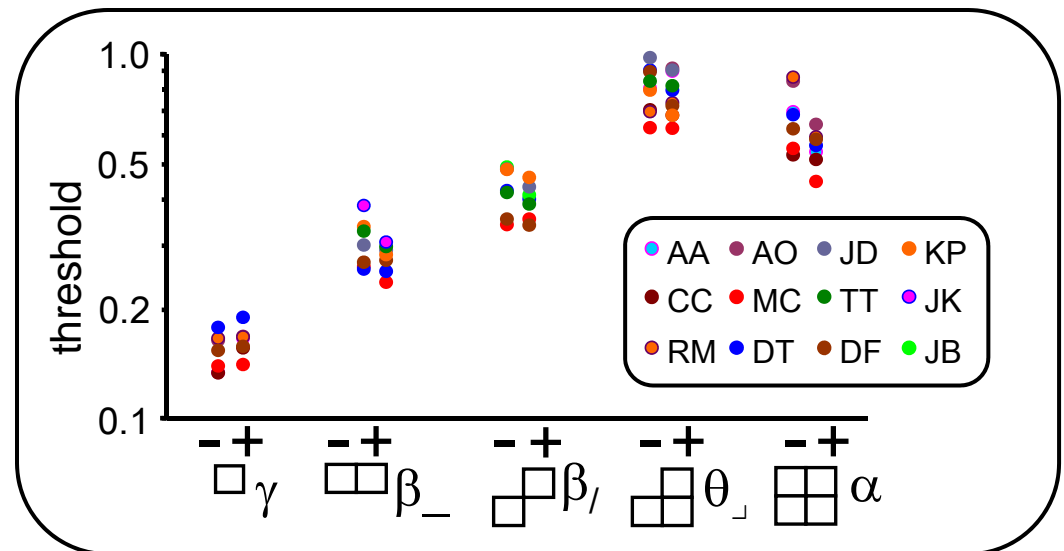 threshold
1.0
0.5
0.2
0.1
AA AO JD KP
CC MC TT JK
RM DT DF JB
− + − + − + − + − +
γ β_ β/ θ┘ α